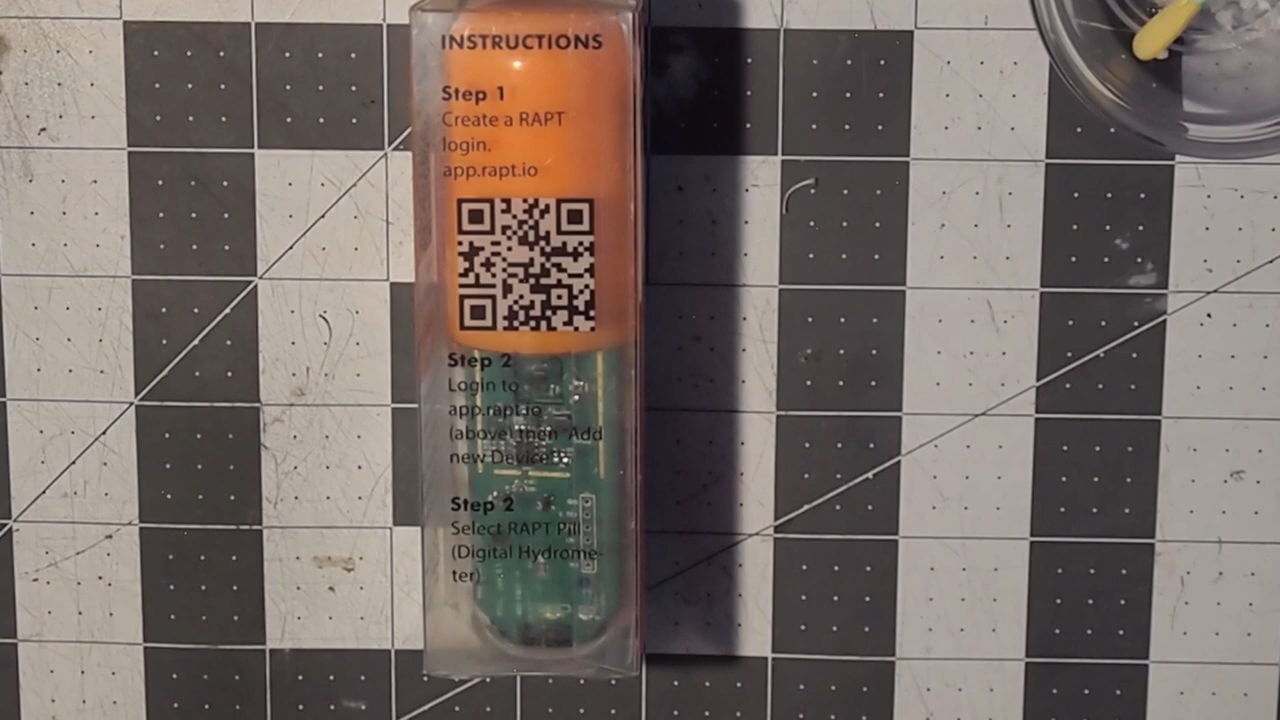 INSTRUCTIONS
Step 1
Create a RAPT
login.
app.rapt.io
Step 2
Login to
app.rapt.io
(above) then "Add
new Device".
Step 2
Select RAPT Pill
(Digital Hydrome-
ter)